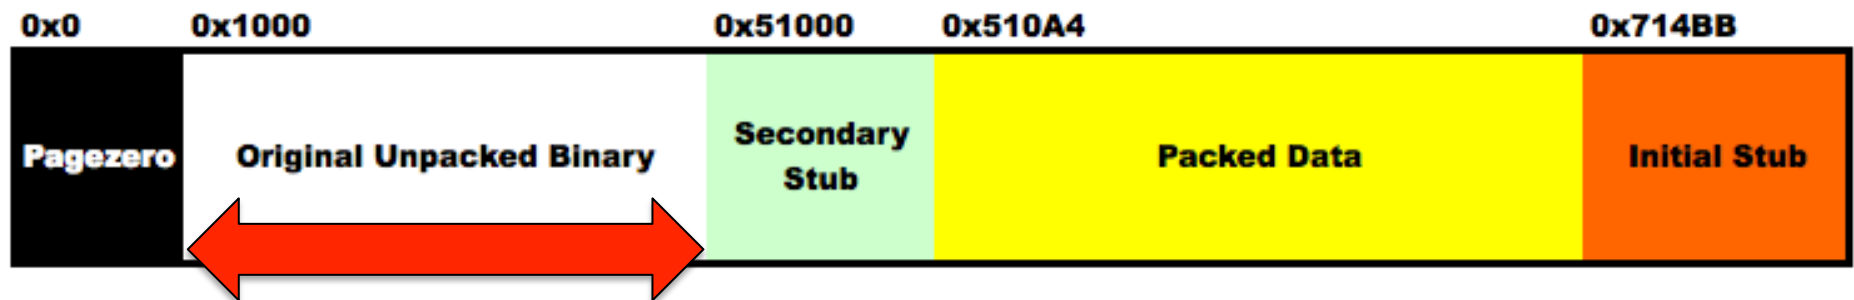 0x0 0x1000 0x51000 0x510A4 0x714BB
Pagezero Original Unpacked Binary Secondary
Stub Packed Data Initial Stub